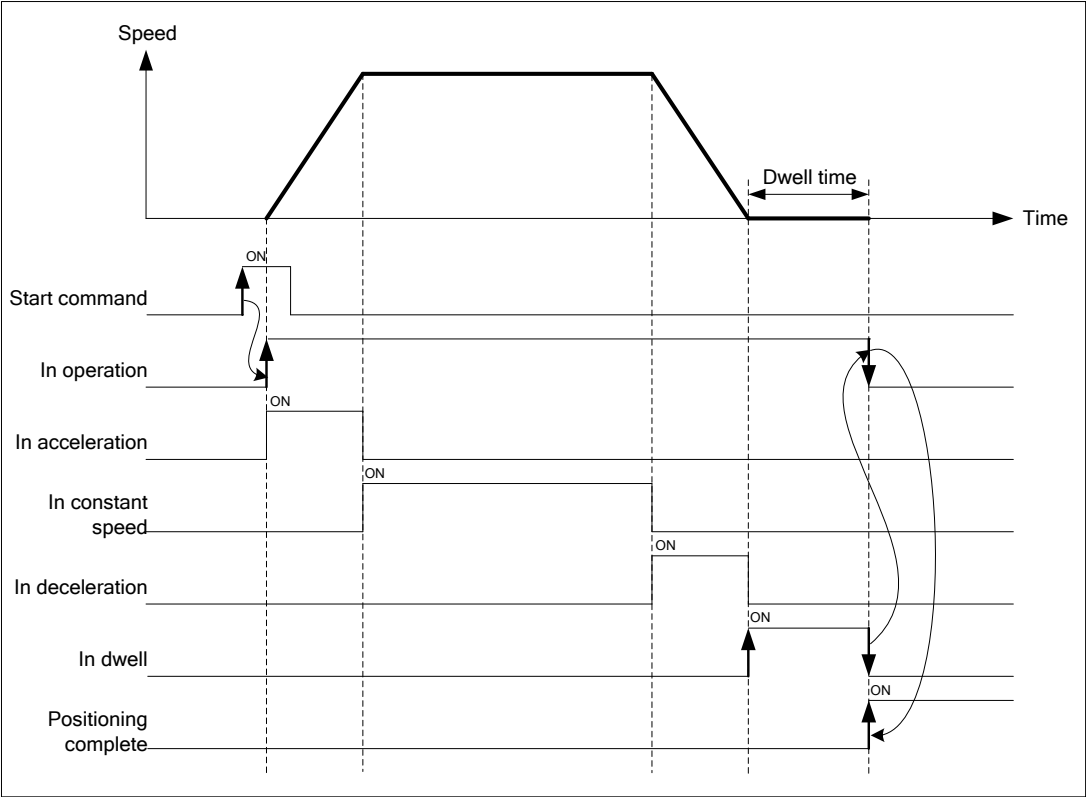 Speed
Dwell time
Time
ON
Start command
In operation
ON
In acceleration
ON
In constant
speed
ON
In deceleration
ON
In dwell
ON
Positioning
complete